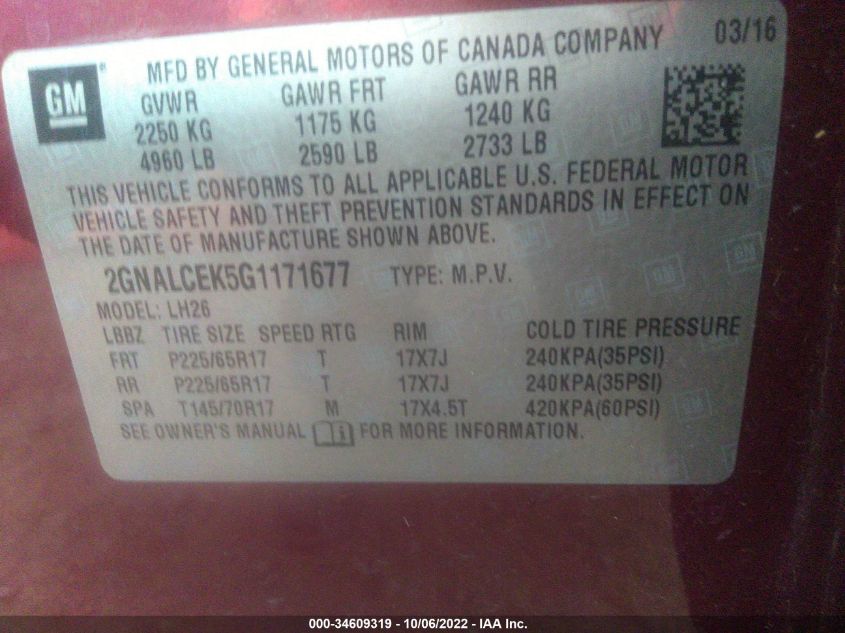 03/16
MFD BY GENERAL MOTORS OF CANADA COMPANY
GM®
GVWR GAWR FRT GAWR RR
2250 KG 1175 KG 1240 KG
4960 LB 2590 LB 2733 LB
THIS VEHICLE CONFORMS TO ALL APPLICABLE U.S. FEDERAL MOTOR
VEHICLE SAFETY AND THEFT PREVENTION STANDARDS IN EFFECT ON
THE DATE OF MANUFACTURE SHOWN ABOVE.
2GNALCEK5G1171677 TYPE: M.P.V.
MODEL: LH26
LBBZ TIRE SIZE SPEED RTG RIM COLD TIRE PRESSURE
FRT P225/65R17 T 17X7J 240KPA(35PSI)
RR P225/65R17 T 17X7J 240KPA(35PSI)
SPA T145/70R17 M 17X4.5T 420KPA(60PSI)
SEE OWNER'S MANUAL i FOR MORE INFORMATION.
000-34609319 - 10/06/2022 - IAA Inc.